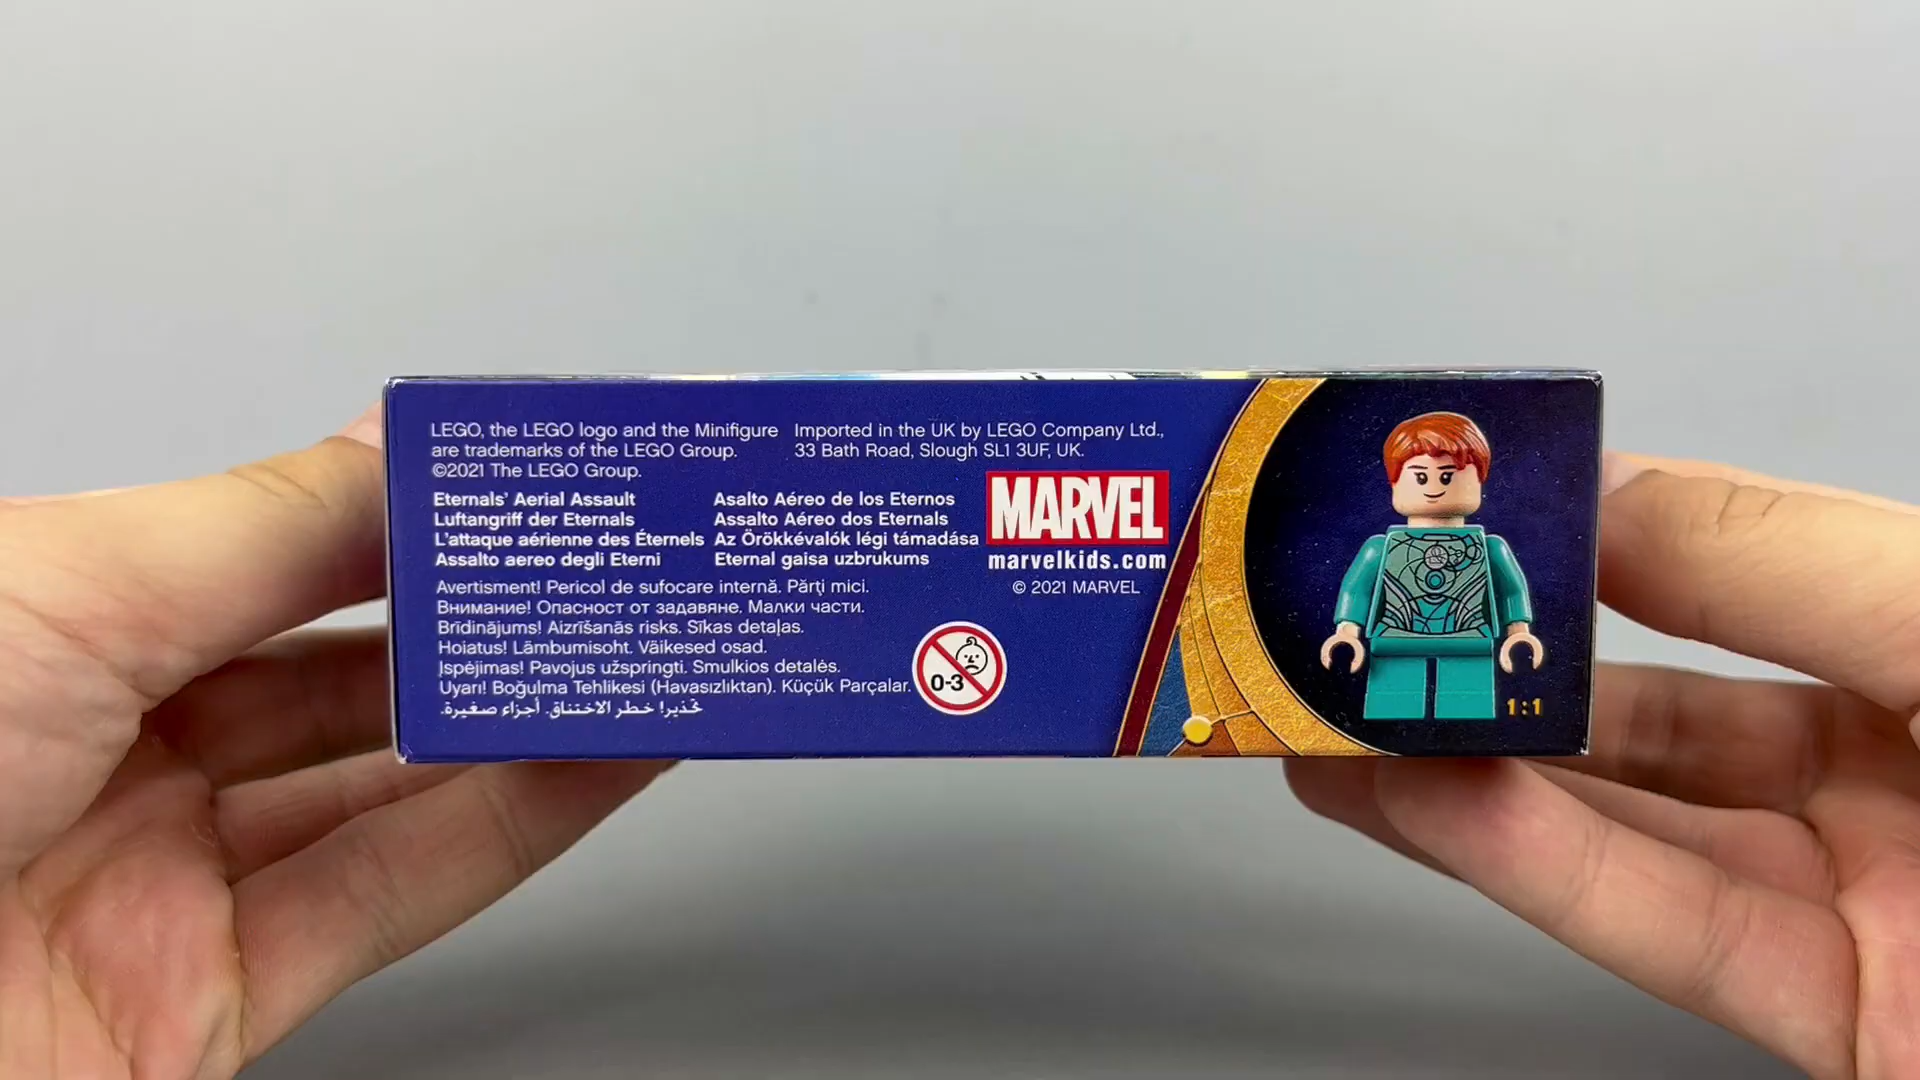 LEGO, the LEGO logo and the Minifigure
are trademarks of the LEGO Group.
©2021 The LEGO Group.
Imported in the UK by LEGO Company Ltd.,
33 Bath Road, Slough SL1 3UF, UK.
Eternals' Aerial Assault
Luftangriff der Eternals
L'attaque aérienne des Éternels
Assalto aereo degli Eterni
Asalto Aéreo de los Eternos
Assalto Aéreo dos Eternals
Az Örökkévalók légi támadása
Eternal gaisa uzbrukums
MARVEL
marvelkids.com
© 2021 MARVEL
Avertisment! Pericol de sufocare internă. Părţi mici.
Внимание! Опасност от задавяне. Малки части.
Brīdinājums! Aizrīšanās risks. Sīkas detaļas.
Hoiatus! Lämbumisoht. Väikesed osad.
Įspėjimas! Pavojus užspringti. Smulkios detalės.
Uyarı! Boğulma Tehlikesi (Havasızlıktan). Küçük Parçalar.
تحذير! خطر الاختناق. أجزاء صغيرة.
0-3
1:1